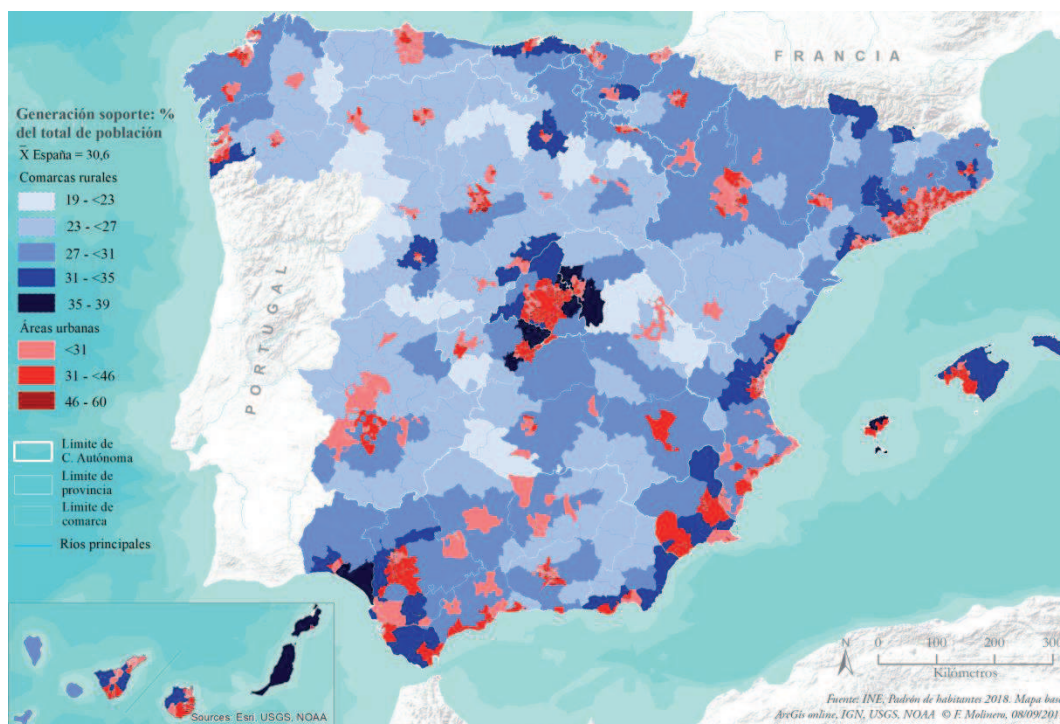 FRANCIA
Generación soporte: %
del total de población
X̄ España = 30,6
Comarcas rurales
19 - <23
23 - <27
27 - <31
31 - <35
35 - 39
Áreas urbanas
<31
31 - <46
46 - 60
Límite de
C. Autónoma
Límite de
provincia
Límite de
comarca
Ríos principales
PORTUGAL
N
0 100 200 300
Kilómetros
Sources: Esri, USGS, NOAA
Fuente: INE, Padrón de habitantes 2018. Mapa base
ArcGis online, IGN, USGS, NOAA © F. Molinero, 08/09/201